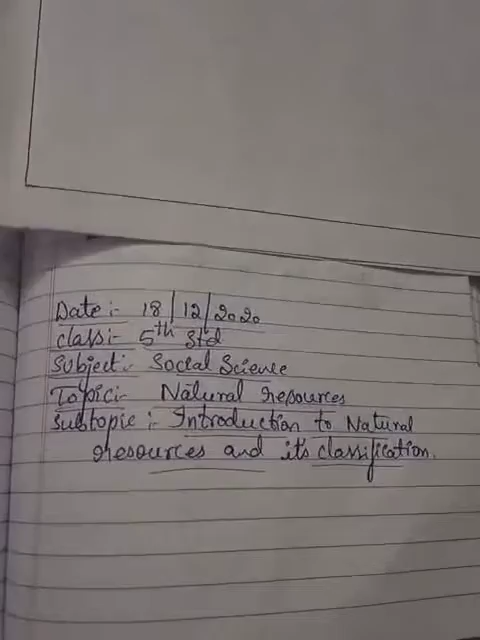 Date:- 18/12/2020
class:- 5th Std
Subject:- Social Science
Topic:- Natural resources
Subtopic:- Introduction to Natural
resources and its classification.